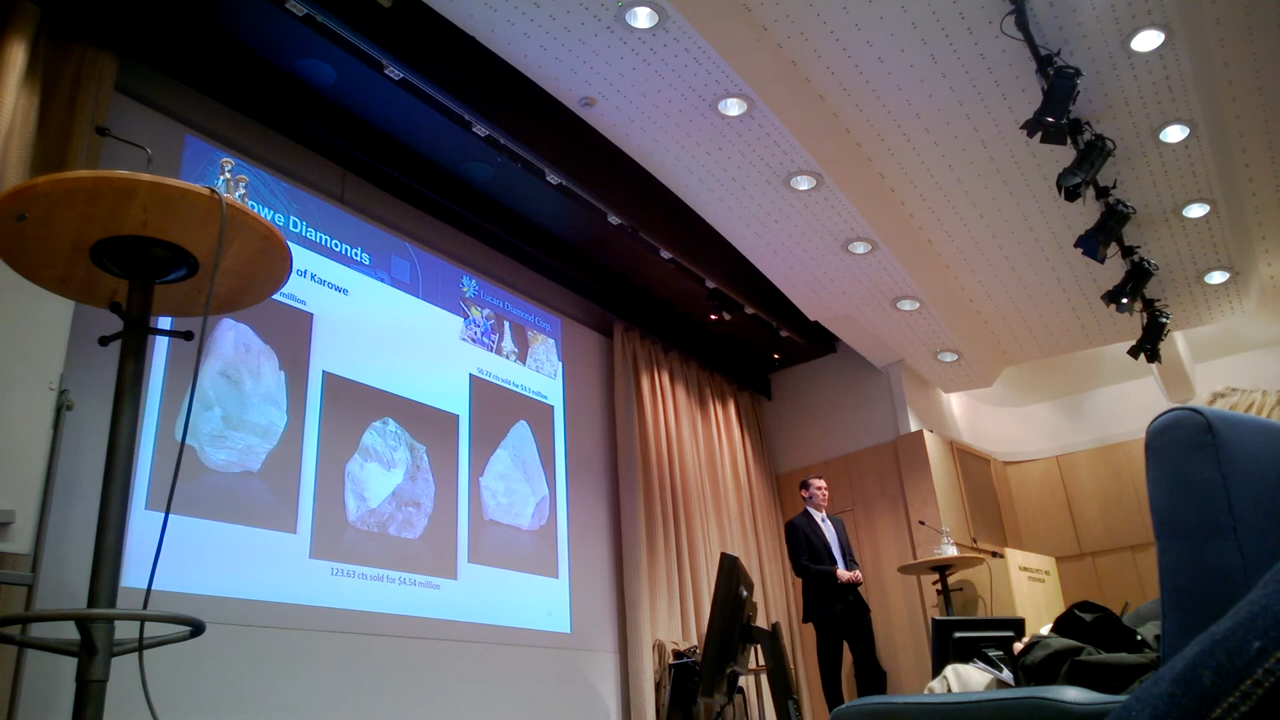 owe Diamonds
of Karowe
million
Lucara Diamond Corp.
50.72 cts sold for $3.3 million
123.63 cts sold for $4.54 million
STOCKHOLM